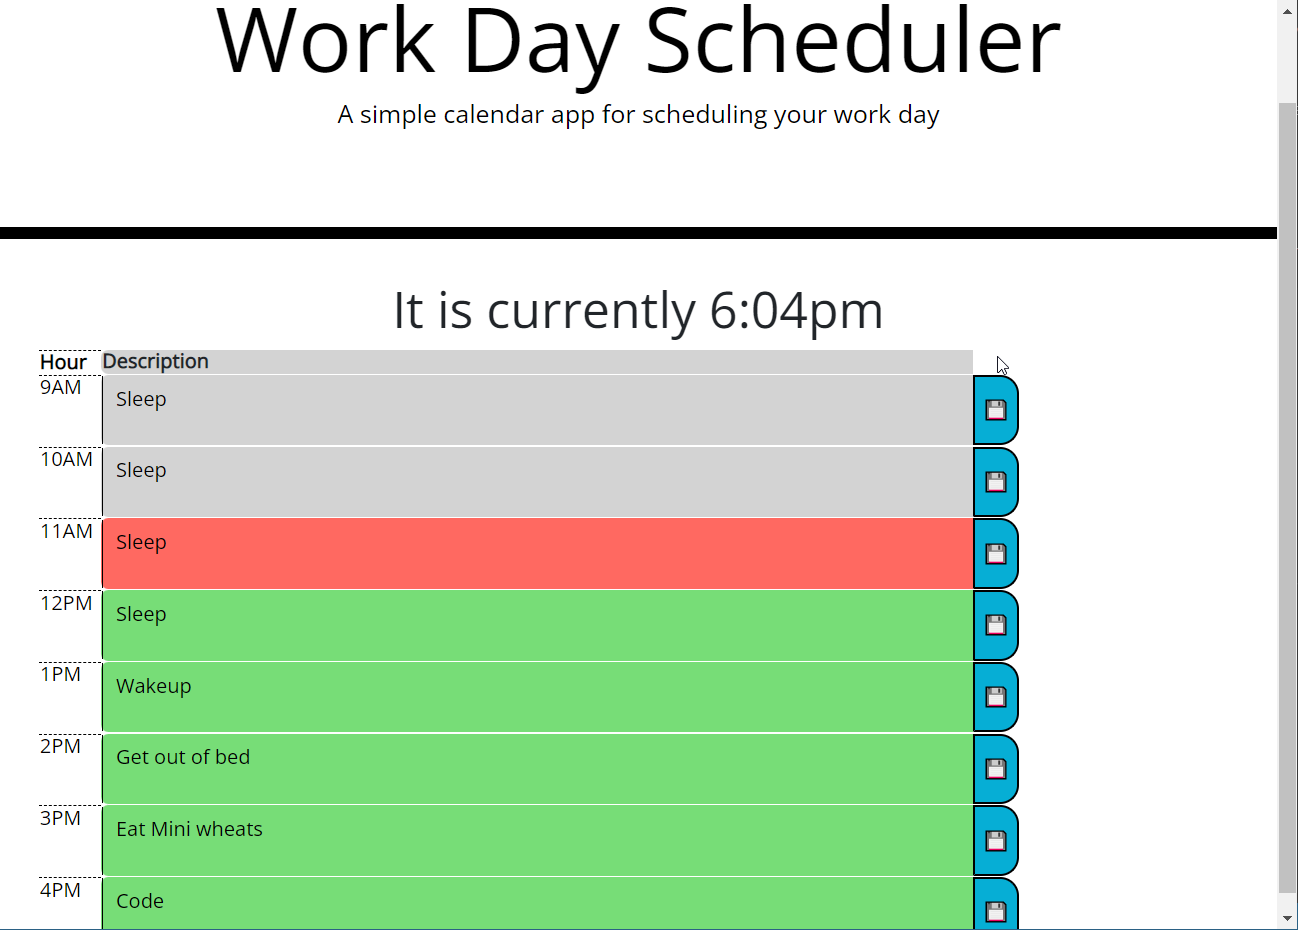 Work Day Scheduler
A simple calendar app for scheduling your work day
It is currently 6:04pm
Hour Description
9AM Sleep
10AM Sleep
11AM Sleep
12PM Sleep
1PM Wakeup
2PM Get out of bed
3PM Eat Mini wheats
4PM Code